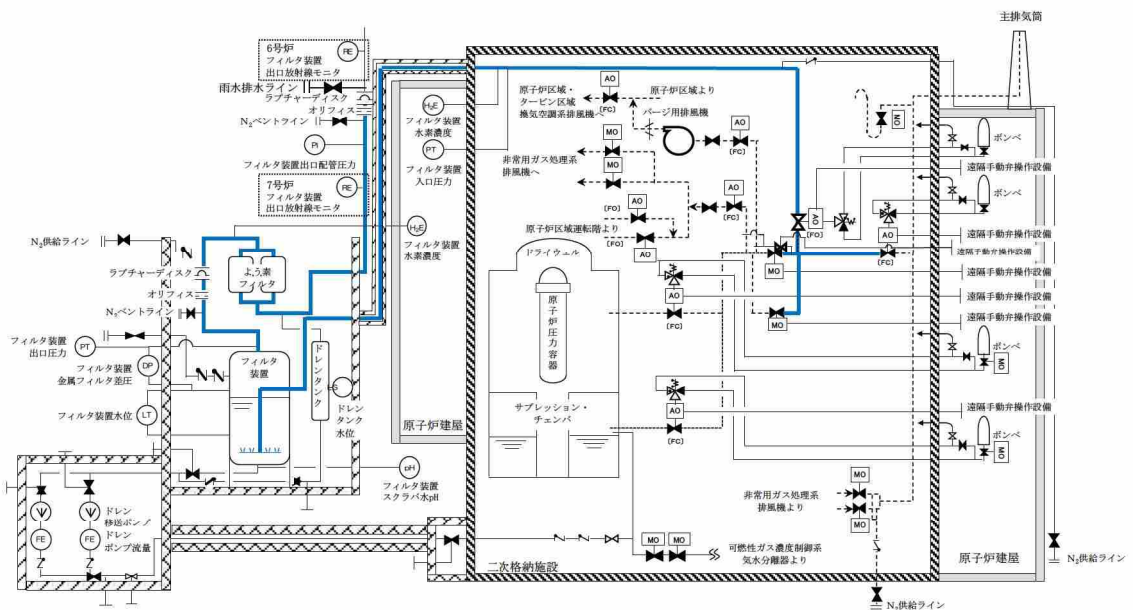 主排気筒
6号炉
フィルタ装置
出口放射線モニタ
RE
雨水排水ライン
ラプチャーディスク
オリフィス
N₂ベントライン
PI
フィルタ装置出口配管圧力
7号炉
フィルタ装置
出口放射線モニタ
RE
H₂E
フィルタ装置
水素濃度
PT
フィルタ装置
入口圧力
H₂E
フィルタ装置
水素濃度
N₂供給ライン
ラプチャーディスク
オリフィス
N₂ベントライン
よう素
フィルタ
フィルタ装置
出口圧力
PT
DP
フィルタ装置
金属フィルタ差圧
フィルタ装置水位
LT
フィルタ
装置
ドレンタンク
ドレン
タンク
水位
原子炉建屋
pH
フィルタ装置
スクラバ水pH
ドレン
移送ポンプ
ドレン
ポンプ流量
FE
FE
原子炉区域・
タービン区域
換気空調系排風機へ
AO
(FC)
原子炉区域より
パージ用排風機
AO
(FC)
MO
非常用ガス処理系
排風機へ
MO
AO
(FO)
AO
(FC)
原子炉区域運転階より
(FO)
AO
ドライウェル
原子炉圧力容器
サプレッション・
チェンバ
AO
(FC)
AO
(FC)
MO
MO
AO
(FO)
AO
(FC)
MO
ボンベ
遠隔手動弁操作設備
ボンベ
遠隔手動弁操作設備
遠隔手動弁操作設備
遠隔手動弁操作設備
遠隔手動弁操作設備
遠隔手動弁操作設備
遠隔手動弁操作設備
ボンベ
MO
遠隔手動弁操作設備
ボンベ
MO
MO
非常用ガス処理系
排風機より
MO
MO
MO
可燃性ガス濃度制御系
気水分離器より
二次格納施設
原子炉建屋
N₂供給ライン
N₂供給ライン